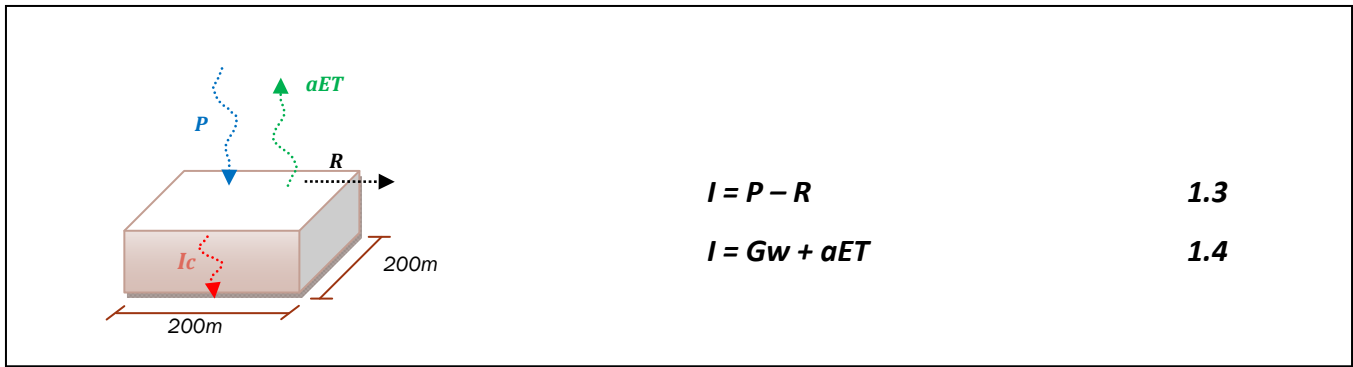 aET
P
R
Ic
200m
200m
I = P – R 1.3
I = Gw + aET 1.4